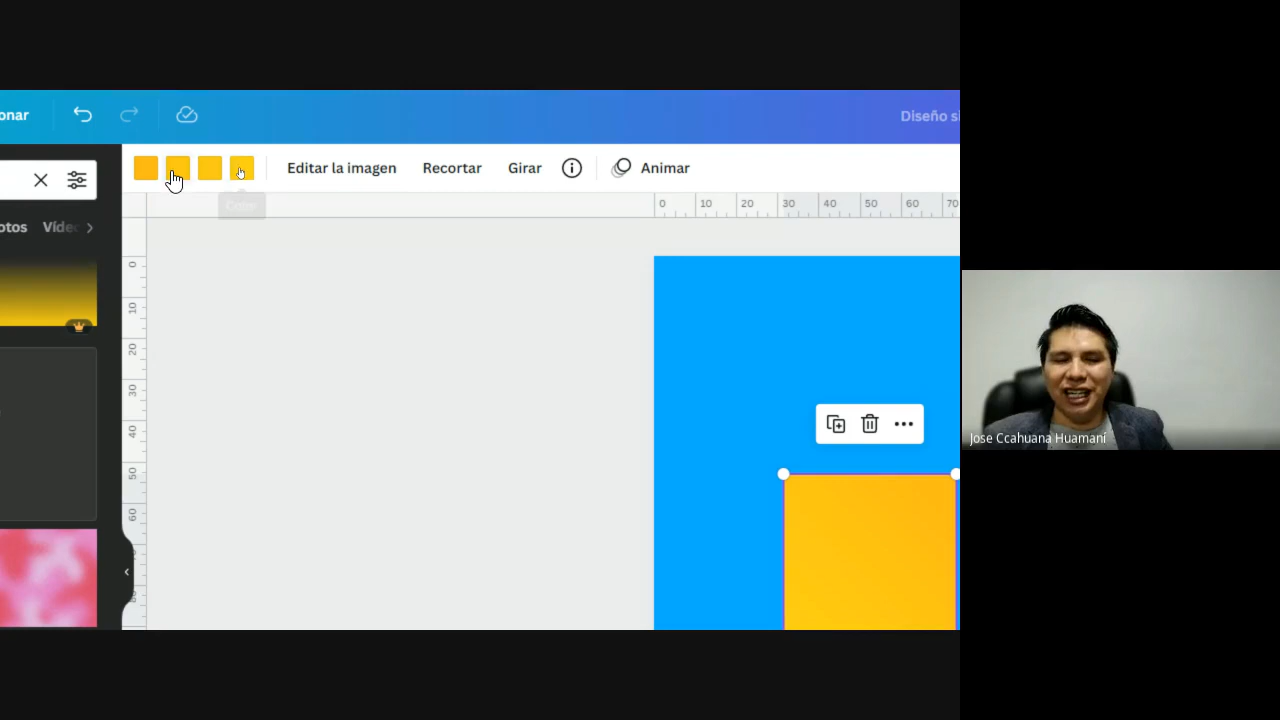 onar
Diseño si
Editar la imagen
Recortar
Girar
Animar
Color
0 10 20 30 40 50 60 70
otos
Víde
0
10
20
30
40
50
60
Jose Ccahuana Huamaní